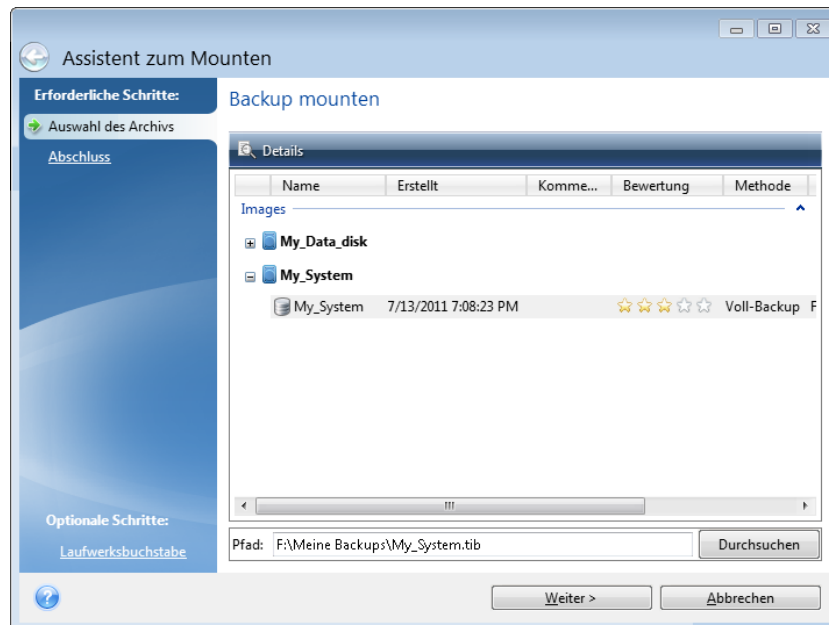 Assistent zum Mounten
Erforderliche Schritte:
Auswahl des Archivs
Abschluss
Optionale Schritte:
Laufwerksbuchstabe
Backup mounten
Details
Name Erstellt Komme... Bewertung Methode
Images
My_Data_disk
My_System
My_System 7/13/2011 7:08:23 PM Voll-Backup F
Pfad: F:\Meine Backups\My_System.tib Durchsuchen
Weiter > Abbrechen